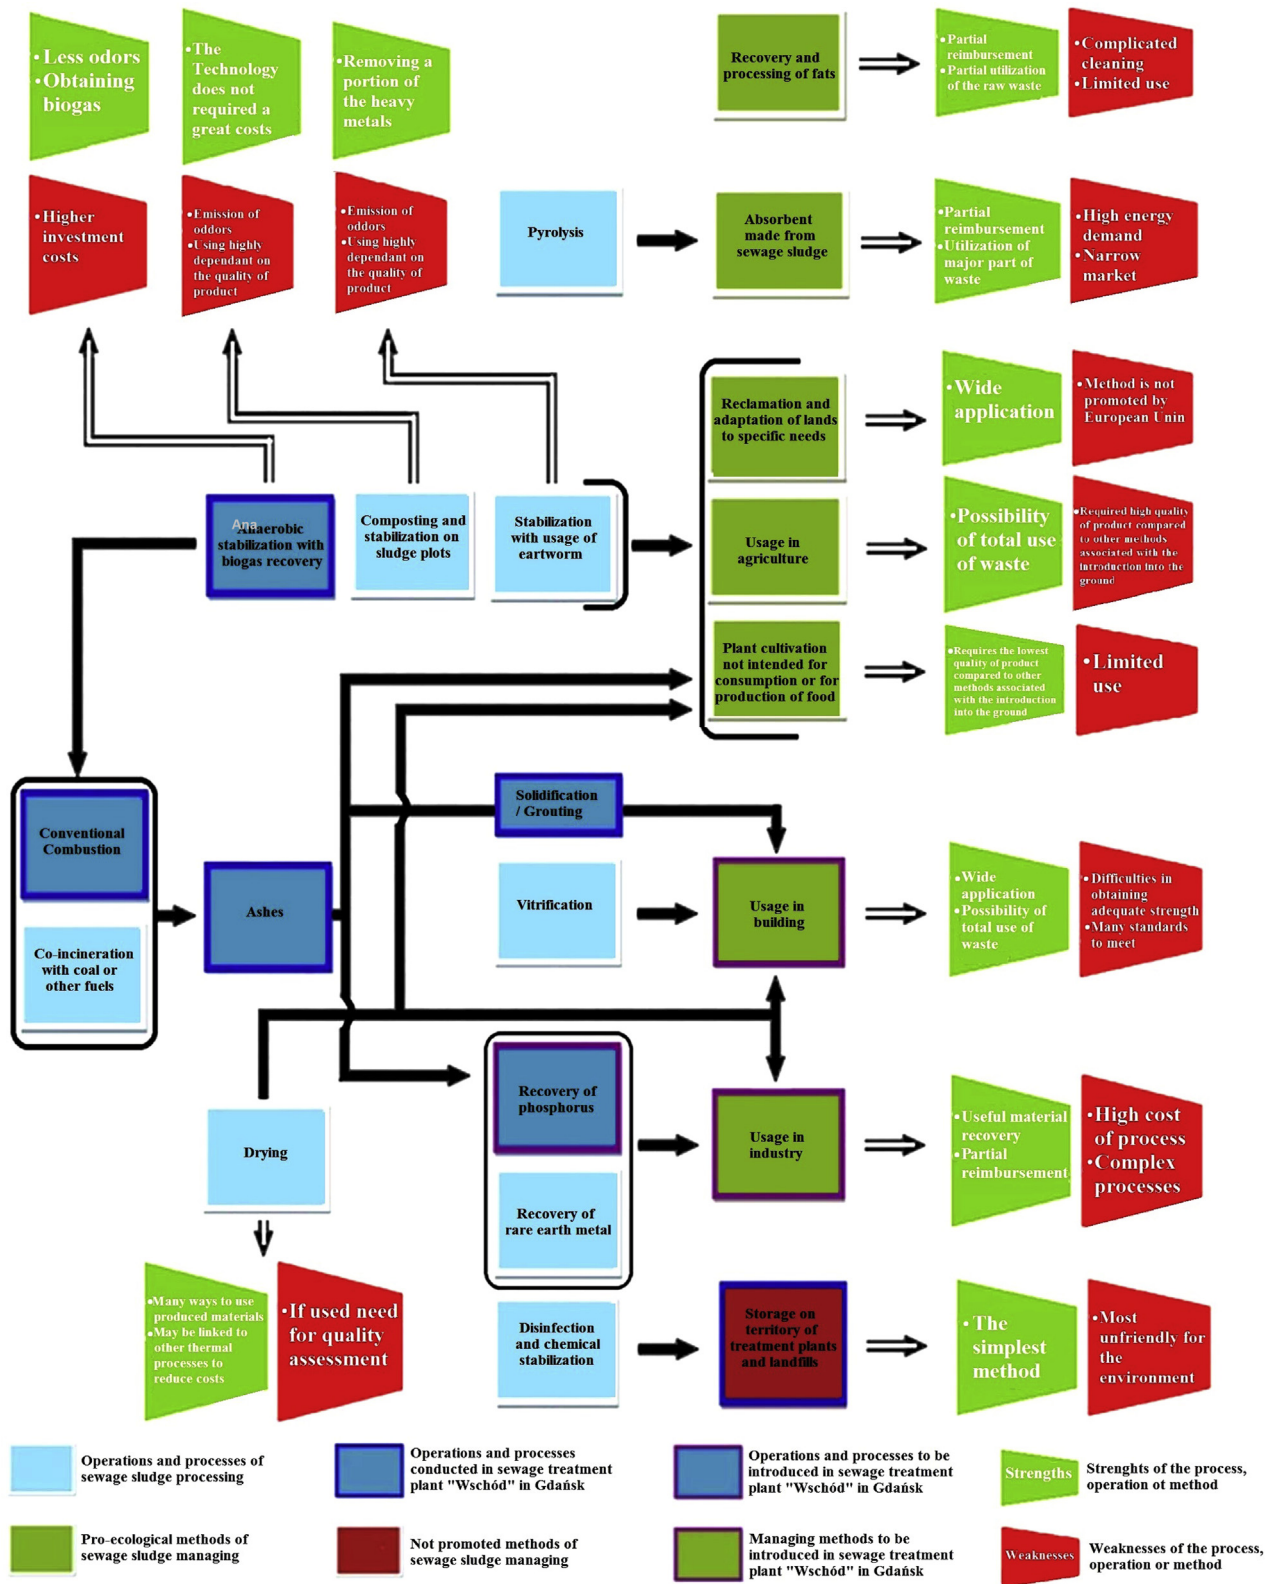 • Less odors
• Obtaining
biogas
• The
Technology
does not
required a
great costs
• Removing a
portion of
the heavy
metals
Recovery and
processing of fats
• Partial
reimbursement
• Partial utilization
of the raw waste
• Complicated
cleaning
• Limited use
• Higher
investment
costs
• Emission of
oddors
• Using highly
dependant on
the quality of
product
• Emission of
oddors
• Using highly
dependant on
the quality of
product
Pyrolysis
Absorbent
made from
sewage sludge
• Partial
reimbursement
• Utilization of
major part of
waste
• High energy
demand
• Narrow
market
Reclamation and
adaptation of lands
to specific needs
• Wide
application
• Method is not
promoted by
European Unin
Ana
Anaerobic
stabilization with
biogas recovery
Composting and
stabilization on
sludge plots
Stabilization
with usage of
eartworm
Usage in
agriculture
• Possibility
of total use
of waste
• Required high quality
of product compared
to other methods
associated with the
introduction into the
ground
Plant cultivation
not intended for
consumption or for
production of food
• Requires the lowest
quality of product
compared to other
methods associated
with the introduction
into the ground
• Limited
use
Conventional
Combustion
Co-incineration
with coal or
other fuels
Ashes
Solidification
/ Grouting
Vitrification
Usage in
building
• Wide
application
• Possibility of
total use of
waste
• Difficulties in
obtaining
adequate strength
• Many standards
to meet
Drying
Recovery of
phosphorus
Recovery of
rare earth metal
Usage in
industry
• Useful material
recovery
• Partial
reimbursement
• High cost
of process
• Complex
processes
• Many ways to use
produced materials
• May be linked to
other thermal
processes to
reduce costs
• If used need
for quality
assessment
Disinfection
and chemical
stabilization
Storage on
territory of
treatment plants
and landfills
• The
simplest
method
• Most
unfriendly for
the
environment
Operations and processes of
sewage sludge processing
Operations and processes
conducted in sewage treatment
plant "Wschód" in Gdańsk
Operations and processes to be
introduced in sewage treatment
plant "Wschód" in Gdańsk
Strengths
Strenghts of the process,
operation of method
Pro-ecological methods of
sewage sludge managing
Not promoted methods of
sewage sludge managing
Managing methods to be
introduced in sewage treatment
plant "Wschód" in Gdańsk
Weaknesses
Weaknesses of the process,
operation or method